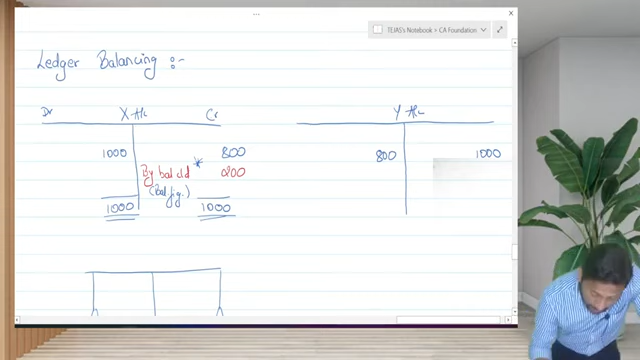 TEJAS's Notebook > CA Foundation
Ledger Balancing :-
Dr X A/c Cr
Y A/c
1000 800
By bal c/d * 200
(Bal fig.)
1000 1000
800 1000